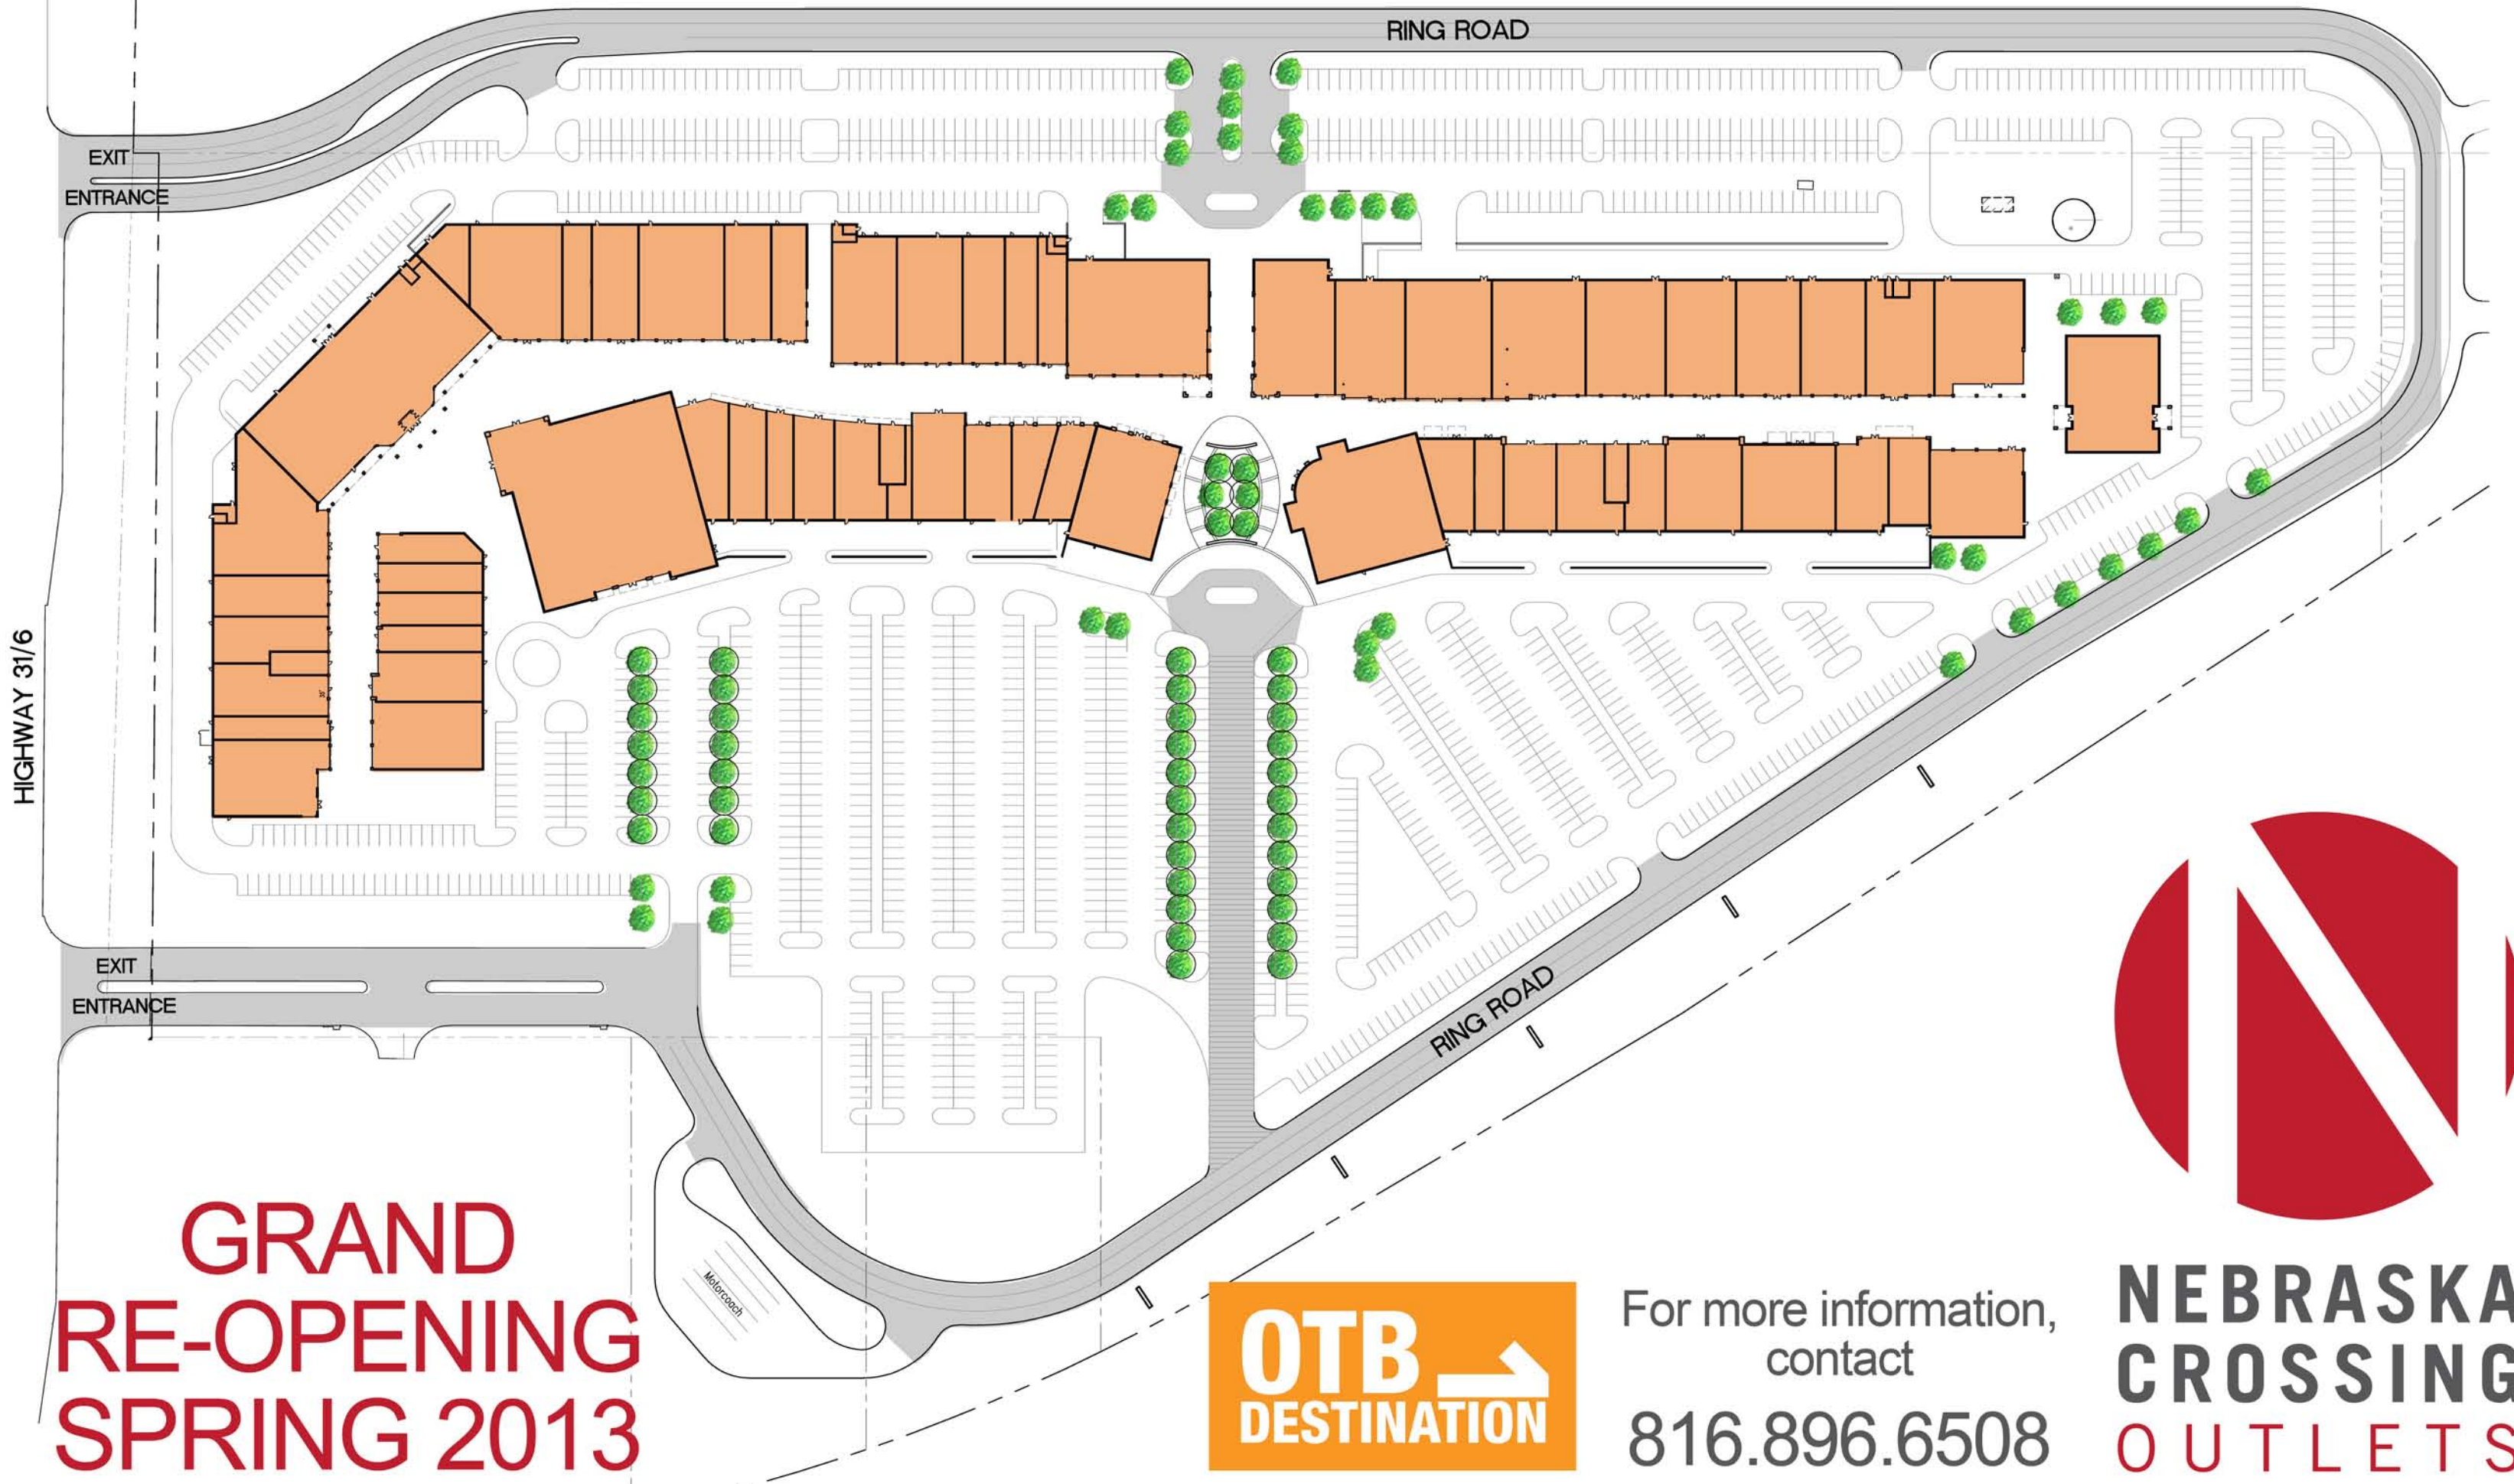 RING ROAD
EXIT
ENTRANCE
HIGHWAY 31/6
EXIT
ENTRANCE
RING ROAD
Motorcoach
GRAND
RE-OPENING
SPRING 2013
OTB
DESTINATION
For more information,
contact
816.896.6508
NEBRASKA
CROSSING
OUTLETS